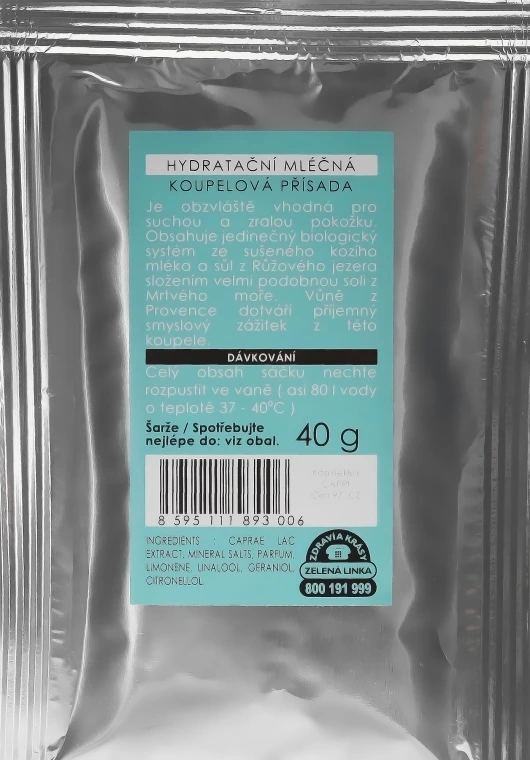 HYDRATAČNÍ MLÉČNÁ
KOUPELOVÁ PŘÍSADA
Je obzvláště vhodná pro
suchou a zralou pokožku.
Obsahuje jedinečný biologický
systém ze sušeného kozího
mléka a sůl z Růžového jezera
složením velmi podobnou soli z
Mrtvého moře. Vůně z
Provence dotváří příjemný
smyslový zážitek z této
koupele.
DÁVKOVÁNÍ
Celý obsah sáčku nechte
rozpustit ve vaně ( asi 80 l vody
o teplotě 37 - 40°C )
Šarže / Spotřebujte
nejlépe do: viz obal.
40 g
8 595 111 893 006
INGREDIENTS : CAPRAE LAC
EXTRACT, MINERAL SALTS, PARFUM,
LIMONENE, LINALOOL, GERANIOL,
CITRONELLOL
ZDRAVÍ A KRÁSY
ZELENÁ LINKA
800 191 999